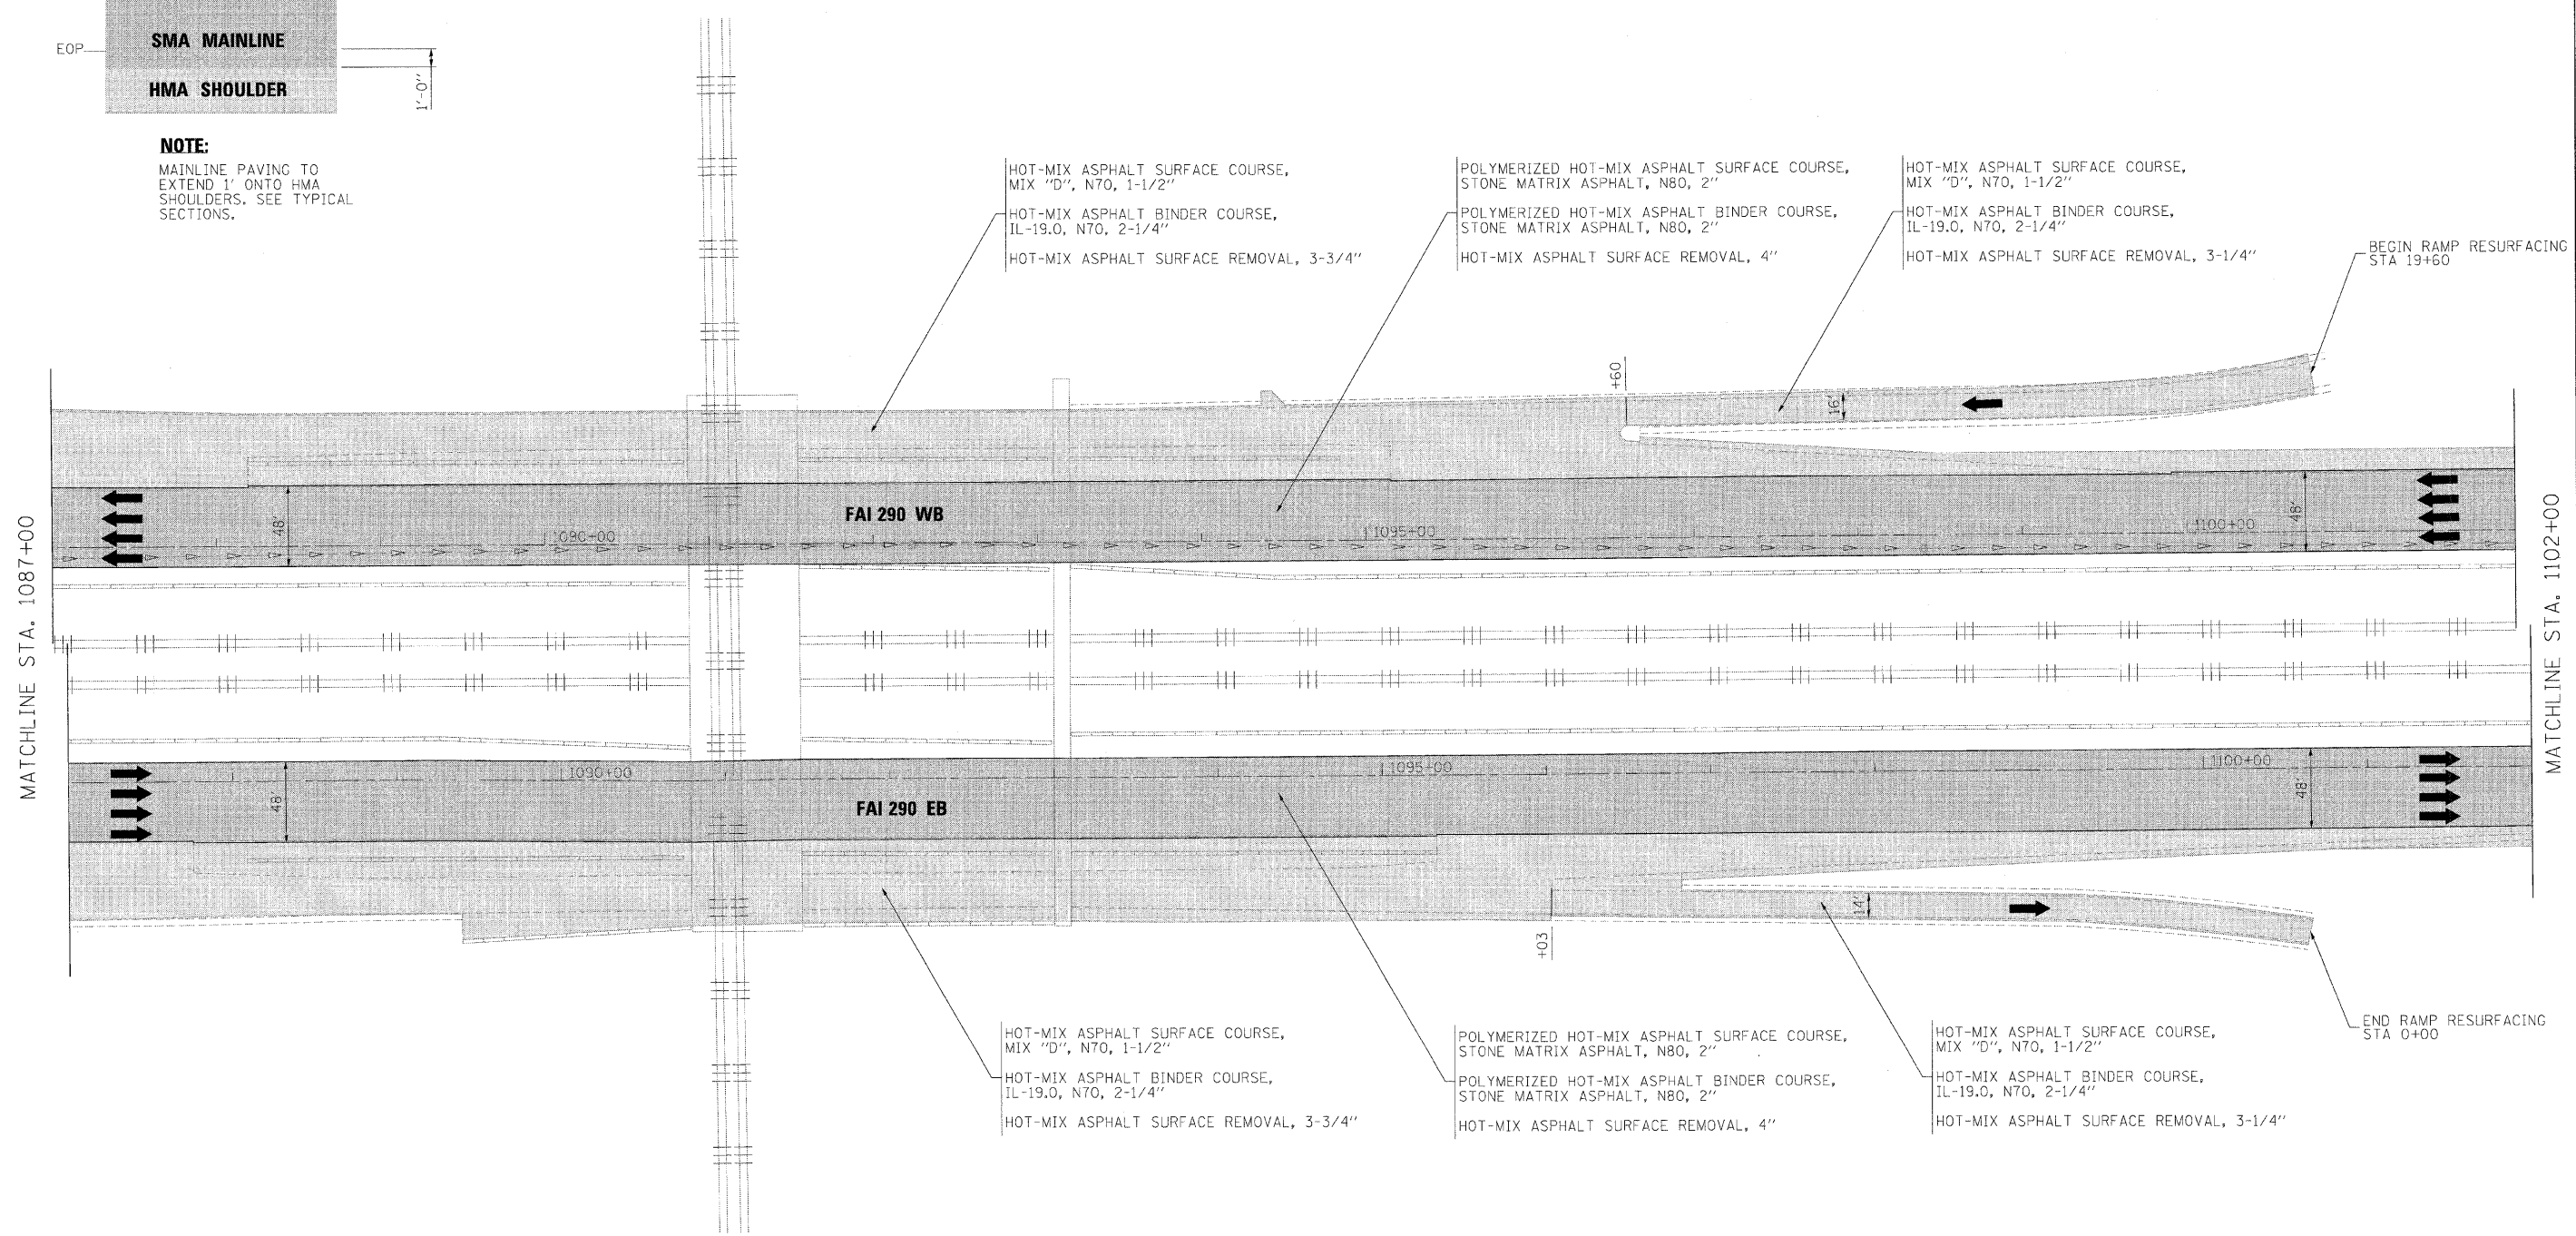 EOP
SMA MAINLINE
HMA SHOULDER
1'-0"
NOTE:
MAINLINE PAVING TO
EXTEND 1' ONTO HMA
SHOULDERS. SEE TYPICAL
SECTIONS.
HOT-MIX ASPHALT SURFACE COURSE,
MIX "D", N70, 1-1/2"
HOT-MIX ASPHALT BINDER COURSE,
IL-19.0, N70, 2-1/4"
HOT-MIX ASPHALT SURFACE REMOVAL, 3-3/4"
POLYMERIZED HOT-MIX ASPHALT SURFACE COURSE,
STONE MATRIX ASPHALT, N80, 2"
POLYMERIZED HOT-MIX ASPHALT BINDER COURSE,
STONE MATRIX ASPHALT, N80, 2"
HOT-MIX ASPHALT SURFACE REMOVAL, 4"
HOT-MIX ASPHALT SURFACE COURSE,
MIX "D", N70, 1-1/2"
HOT-MIX ASPHALT BINDER COURSE,
IL-19.0, N70, 2-1/4"
HOT-MIX ASPHALT SURFACE REMOVAL, 3-1/4"
BEGIN RAMP RESURFACING
STA 19+60
+60
16'
MATCHLINE STA. 1087+00
48'
1090+00
FAI 290 WB
1095+00
1100+00
48'
MATCHLINE STA. 1102+00
48'
1090+00
FAI 290 EB
1095+00
1100+00
48'
+03
14'
HOT-MIX ASPHALT SURFACE COURSE,
MIX "D", N70, 1-1/2"
HOT-MIX ASPHALT BINDER COURSE,
IL-19.0, N70, 2-1/4"
HOT-MIX ASPHALT SURFACE REMOVAL, 3-3/4"
POLYMERIZED HOT-MIX ASPHALT SURFACE COURSE,
STONE MATRIX ASPHALT, N80, 2"
POLYMERIZED HOT-MIX ASPHALT BINDER COURSE,
STONE MATRIX ASPHALT, N80, 2"
HOT-MIX ASPHALT SURFACE REMOVAL, 4"
HOT-MIX ASPHALT SURFACE COURSE,
MIX "D", N70, 1-1/2"
HOT-MIX ASPHALT BINDER COURSE,
IL-19.0, N70, 2-1/4"
HOT-MIX ASPHALT SURFACE REMOVAL, 3-1/4"
END RAMP RESURFACING
STA 0+00